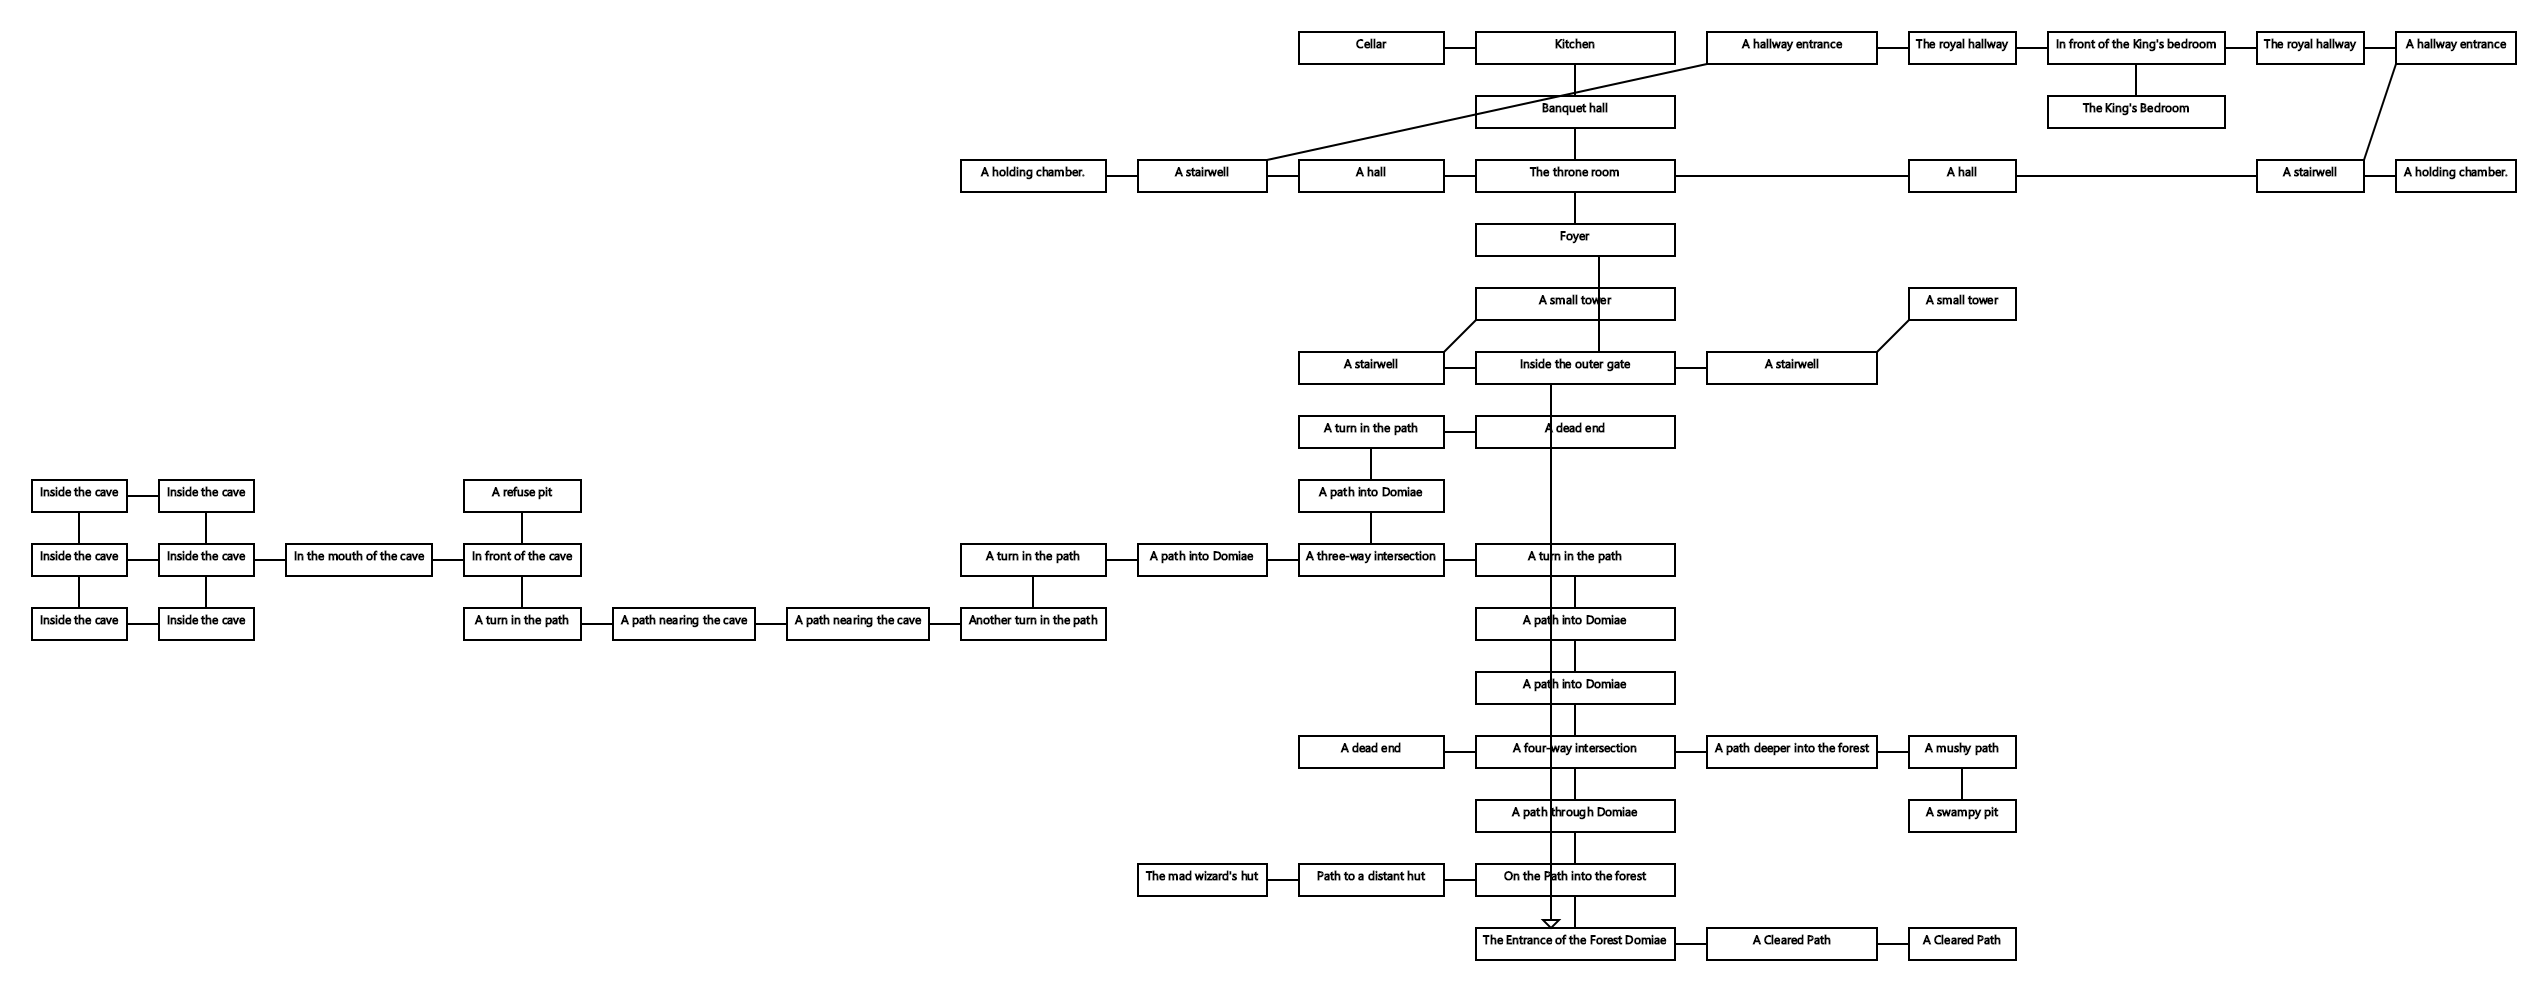 Cellar
Kitchen
A hallway entrance
The royal hallway
In front of the King's bedroom
The royal hallway
A hallway entrance
Banquet hall
The King's Bedroom
A holding chamber.
A stairwell
A hall
The throne room
A hall
A stairwell
A holding chamber.
Foyer
A small tower
A small tower
A stairwell
Inside the outer gate
A stairwell
A turn in the path
A dead end
Inside the cave
Inside the cave
A refuse pit
A path into Domiae
Inside the cave
Inside the cave
In the mouth of the cave
In front of the cave
A turn in the path
A path into Domiae
A three-way intersection
A turn in the path
Inside the cave
Inside the cave
A turn in the path
A path nearing the cave
A path nearing the cave
Another turn in the path
A path into Domiae
A path into Domiae
A dead end
A four-way intersection
A path deeper into the forest
A mushy path
A path through Domiae
A swampy pit
The mad wizard's hut
Path to a distant hut
On the Path into the forest
The Entrance of the Forest Domiae
A Cleared Path
A Cleared Path